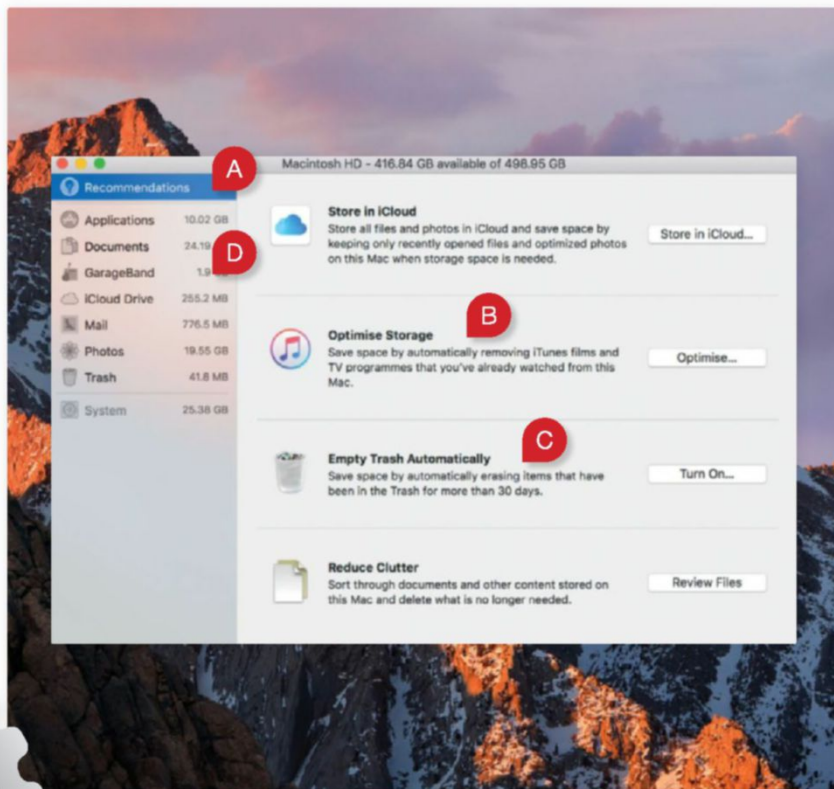 A
Macintosh HD - 416.84 GB available of 498.95 GB
Recommendations
Applications 10.02 GB
Documents 24.19
D
GarageBand 1.9
iCloud Drive 255.2 MB
Mail 776.5 MB
Photos 19.55 GB
Trash 41.8 MB
System 25.38 GB
Store in iCloud
Store all files and photos in iCloud and save space by
keeping only recently opened files and optimized photos
on this Mac when storage space is needed.
Store in iCloud...
B
Optimise Storage
Save space by automatically removing iTunes films and
TV programmes that you've already watched from this
Mac.
Optimise...
C
Empty Trash Automatically
Save space by automatically erasing items that have
been in the Trash for more than 30 days.
Turn On...
Reduce Clutter
Sort through documents and other content stored on
this Mac and delete what is no longer needed.
Review Files